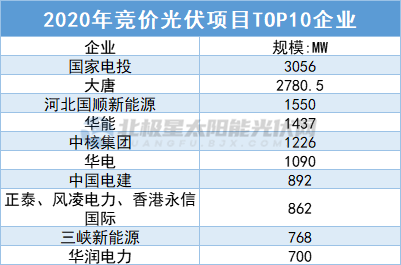 2020年竞价光伏项目TOP10企业
企业 规模:MW
国家电投 3056
大唐 2780.5
河北国顺新能源 1550
华能 1437
中核集团 1226
华电 1090
中国电建 892
正泰、风凌电力、香港永信
国际 862
三峡新能源 768
华润电力 700
北极星太阳能光伏网
GUANGFU.BJX.COM.CN